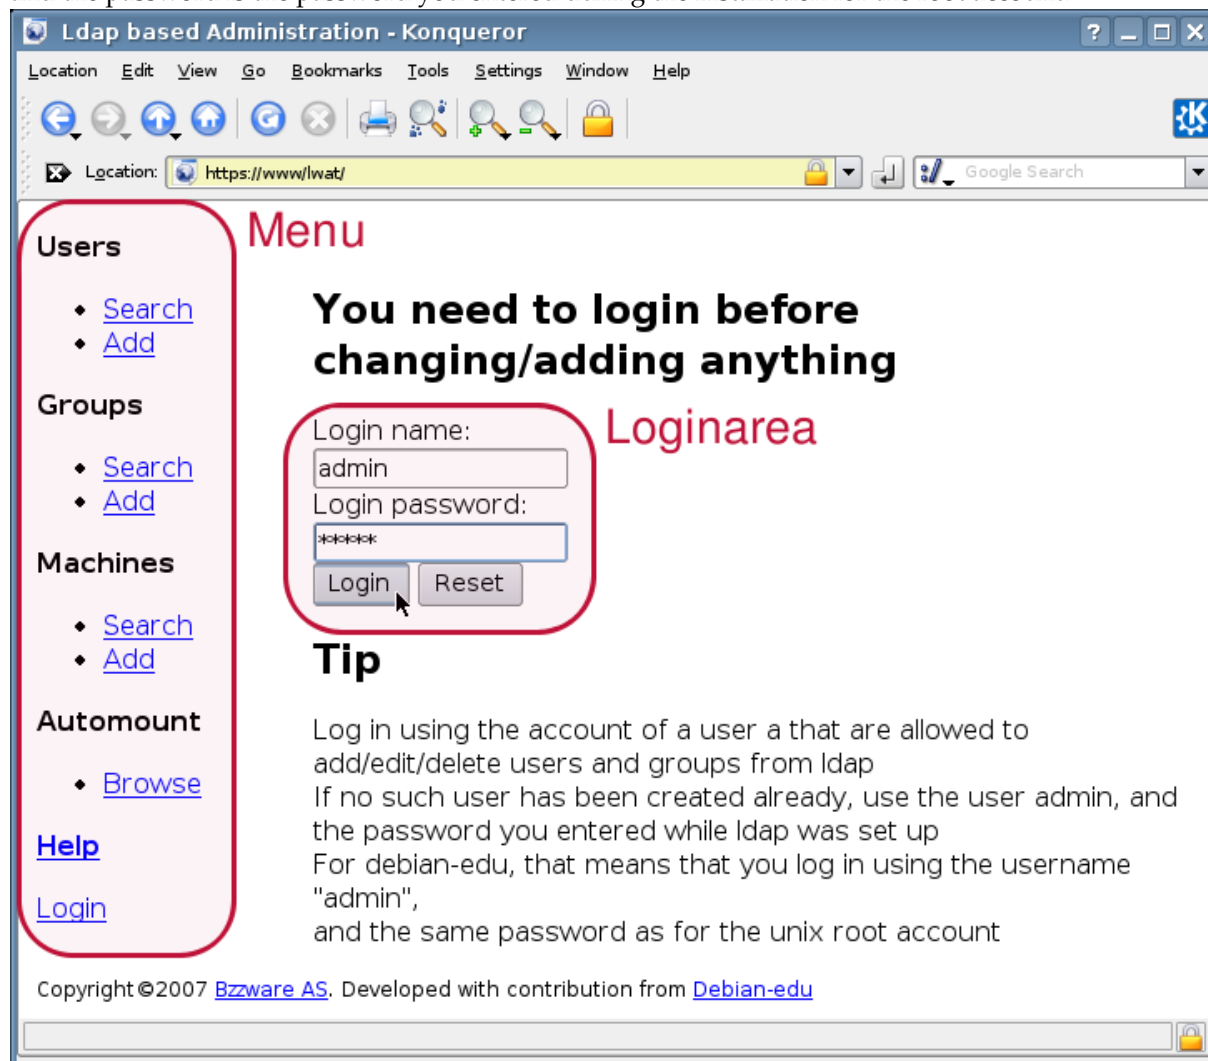 Ldap based Administration - Konqueror
Location Edit View Go Bookmarks Tools Settings Window Help
Location: https://www/lwat/ Google Search
Menu
Users
Search
Add
Groups
Search
Add
Machines
Search
Add
Automount
Browse
Help
Login
You need to login before
changing/adding anything
Loginarea
Login name:
admin
Login password:
*****
Login Reset
Tip
Log in using the account of a user a that are allowed to
add/edit/delete users and groups from ldap
If no such user has been created already, use the user admin, and
the password you entered while ldap was set up
For debian-edu, that means that you log in using the username
"admin",
and the same password as for the unix root account
Copyright©2007 Bzzware AS. Developed with contribution from Debian-edu